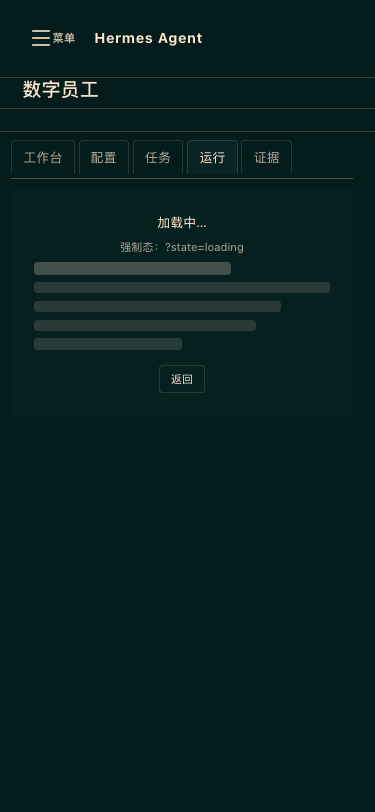 菜单 Hermes Agent
数字员工
工作台 配置 任务 运行 证据
加载中...
强制态：?state=loading
返回